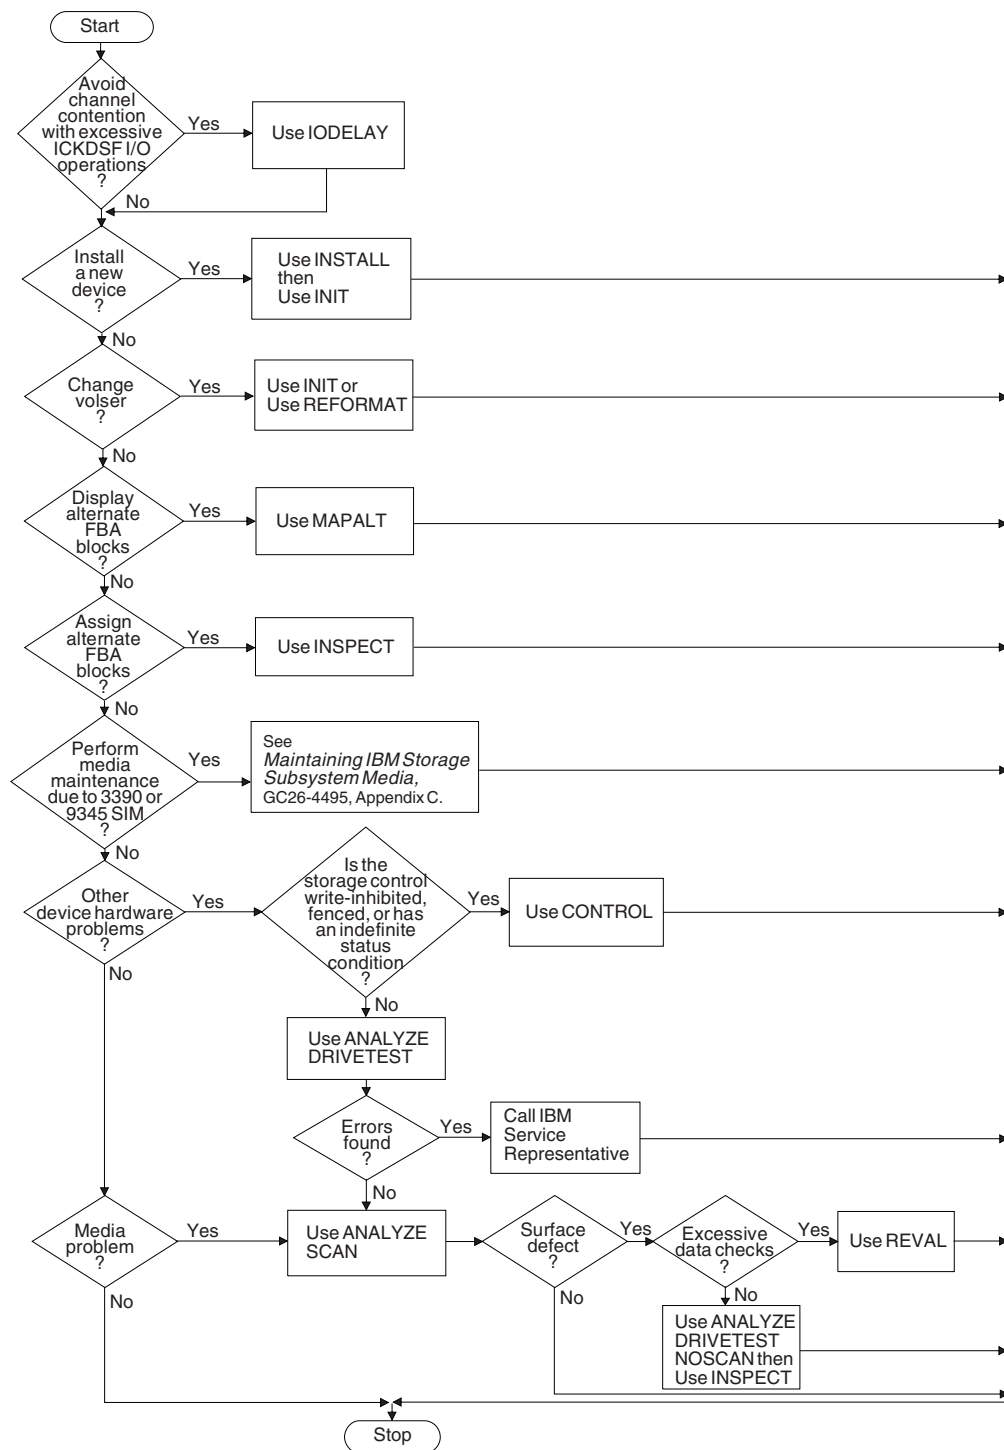 Start
Avoid
channel
contention
with excessive
ICKDSF I/O
operations
?
Yes
Use IODELAY
No
Install
a new
device
?
Yes
Use INSTALL
then
Use INIT
No
Change
volser
?
Yes
Use INIT or
Use REFORMAT
No
Display
alternate
FBA
blocks
?
Yes
Use MAPALT
No
Assign
alternate
FBA
blocks
?
Yes
Use INSPECT
No
Perform
media
maintenance
due to 3390 or
9345 SIM
?
Yes
See
Maintaining IBM Storage
Subsystem Media,
GC26-4495, Appendix C.
No
Other
device hardware
problems
?
Yes
Is the
storage control
write-inhibited,
fenced, or has
an indefinite
status
condition
?
Yes
Use CONTROL
No
No
Use ANALYZE
DRIVETEST
Errors
found
?
Yes
Call IBM
Service
Representative
No
Media
problem
?
Yes
Use ANALYZE
SCAN
Surface
defect
?
Yes
Excessive
data checks
?
Yes
Use REVAL
No
No
No
Use ANALYZE
DRIVETEST
NOSCAN then
Use INSPECT
Stop